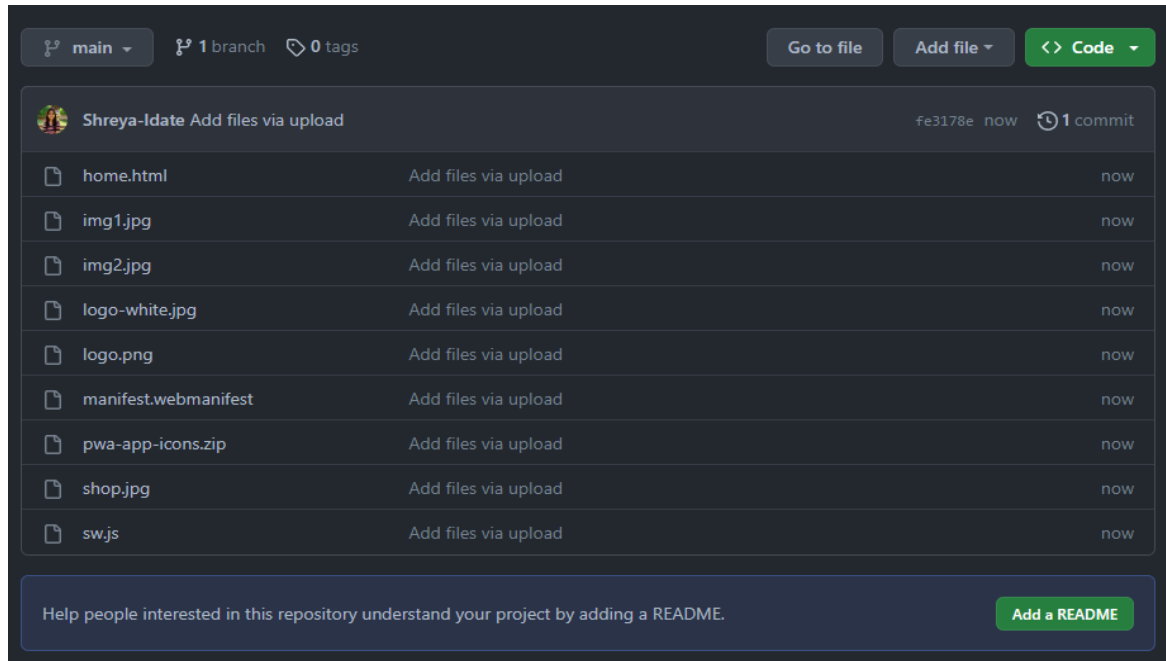 main 1 branch 0 tags Go to file Add file <> Code
Shreya-Idate Add files via upload fe3178e now 1 commit
home.html Add files via upload now
img1.jpg Add files via upload now
img2.jpg Add files via upload now
logo-white.jpg Add files via upload now
logo.png Add files via upload now
manifest.webmanifest Add files via upload now
pwa-app-icons.zip Add files via upload now
shop.jpg Add files via upload now
sw.js Add files via upload now
Help people interested in this repository understand your project by adding a README. Add a README